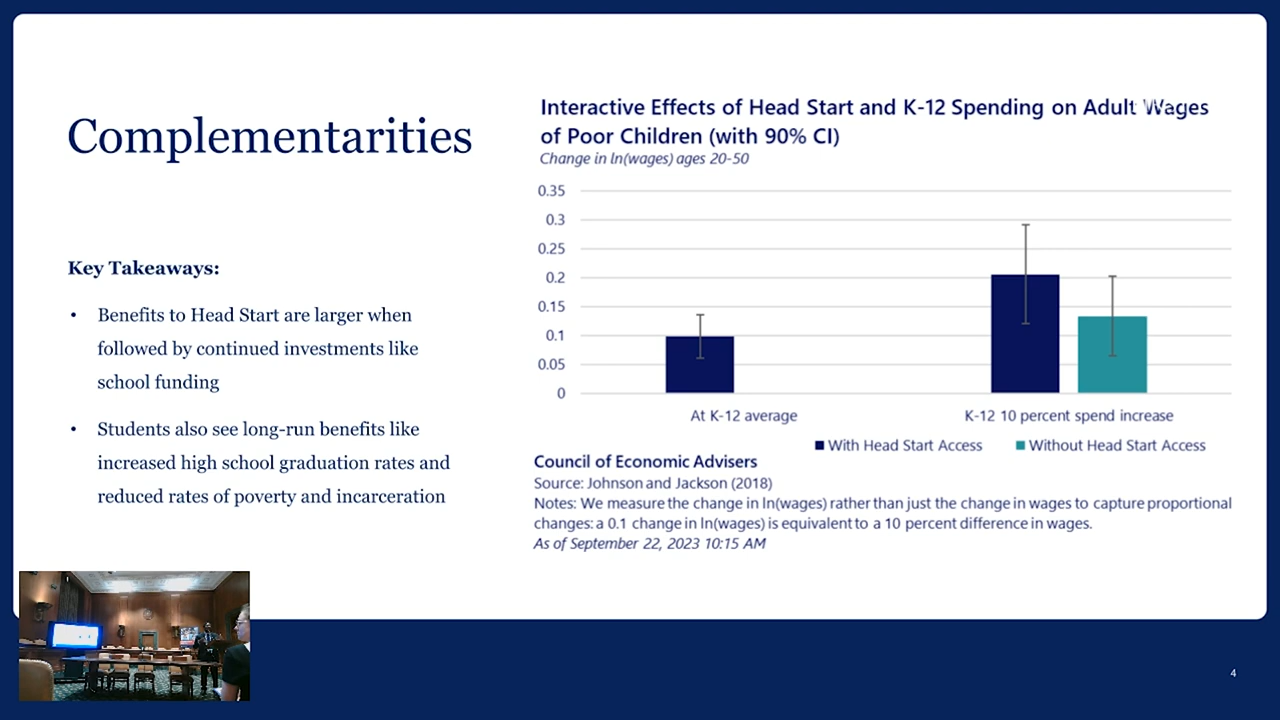 Complementarities
Key Takeaways:
• Benefits to Head Start are larger when
followed by continued investments like
school funding
• Students also see long-run benefits like
increased high school graduation rates and
reduced rates of poverty and incarceration
Interactive Effects of Head Start and K-12 Spending on Adult Wages
of Poor Children (with 90% CI)
Change in ln(wages) ages 20-50
0.35
0.3
0.25
0.2
0.15
0.1
0.05
0
At K-12 average
K-12 10 percent spend increase
With Head Start Access
Without Head Start Access
Council of Economic Advisers
Source: Johnson and Jackson (2018)
Notes: We measure the change in ln(wages) rather than just the change in wages to capture proportional
changes: a 0.1 change in ln(wages) is equivalent to a 10 percent difference in wages.
As of September 22, 2023 10:15 AM
4